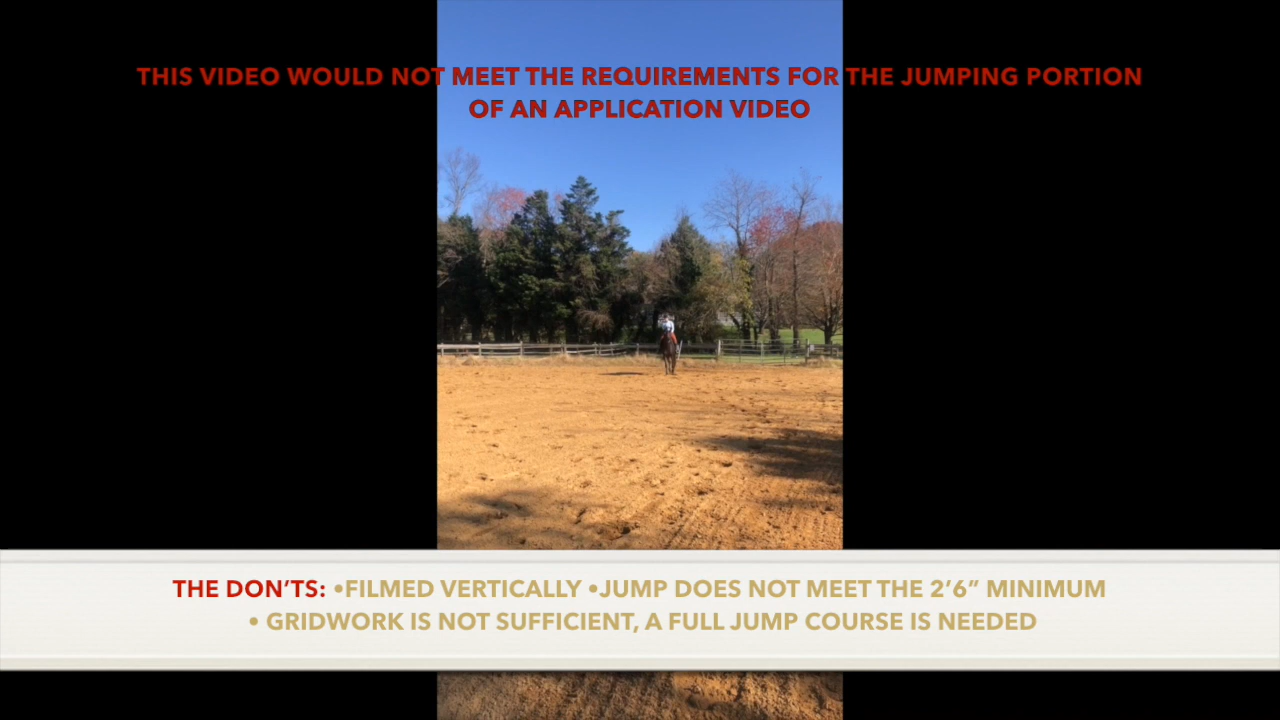 THIS VIDEO WOULD NOT MEET THE REQUIREMENTS FOR THE JUMPING PORTION
OF AN APPLICATION VIDEO
THE DON'TS: •FILMED VERTICALLY •JUMP DOES NOT MEET THE 2’6” MINIMUM
• GRIDWORK IS NOT SUFFICIENT, A FULL JUMP COURSE IS NEEDED